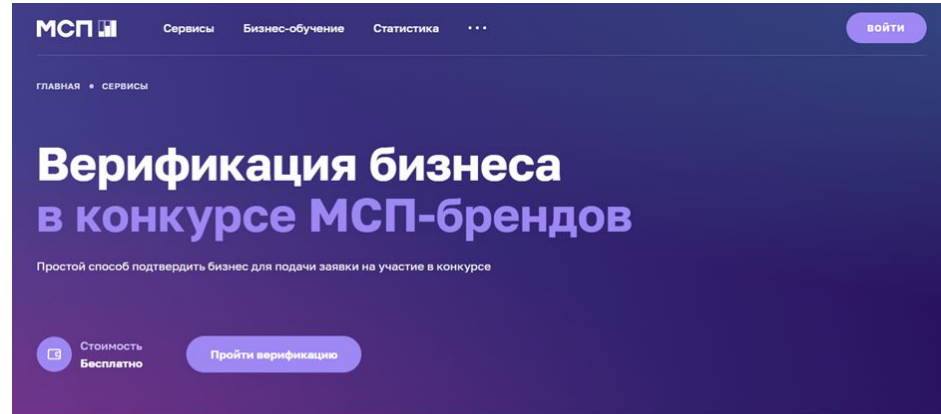 МСП
Сервисы Бизнес-обучение Статистика ...
ВОЙТИ
ГЛАВНАЯ • СЕРВИСЫ
Верификация бизнеса
в конкурсе МСП-брендов
Простой способ подтвердить бизнес для подачи заявки на участие в конкурсе
Стоимость
Бесплатно
Пройти верификацию